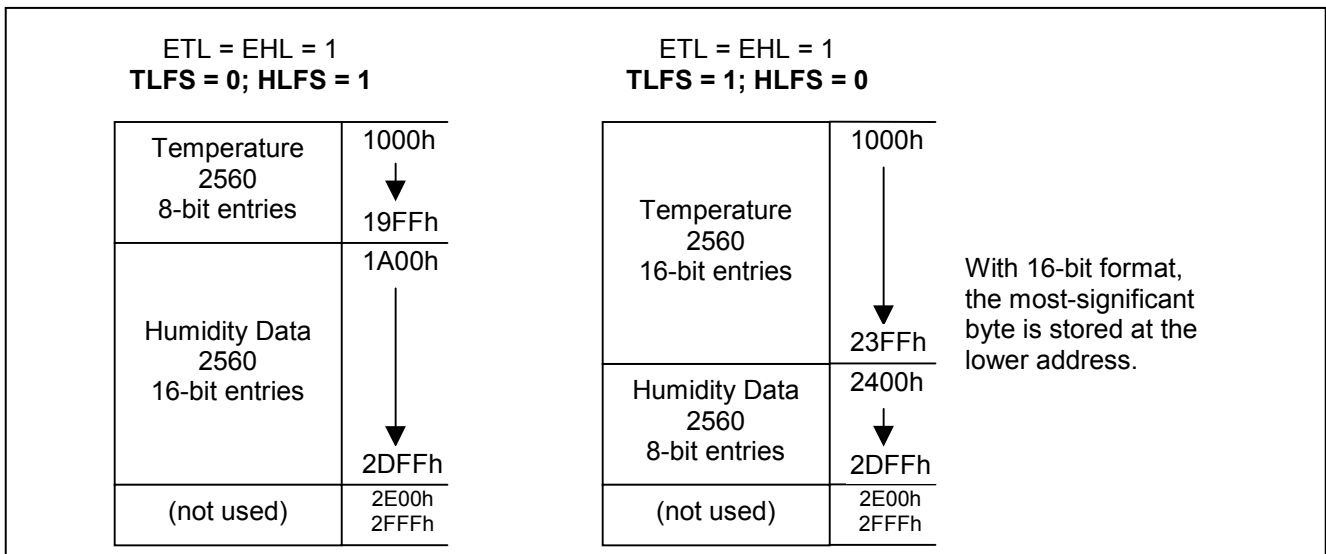 ETL = EHL = 1
TLFS = 0; HLFS = 1
Temperature
2560
8-bit entries
1000h
19FFh
Humidity Data
2560
16-bit entries
1A00h
2DFFh
(not used)
2E00h
2FFFh
ETL = EHL = 1
TLFS = 1; HLFS = 0
Temperature
2560
16-bit entries
1000h
23FFh
Humidity Data
2560
8-bit entries
2400h
2DFFh
(not used)
2E00h
2FFFh
With 16-bit format,
the most-significant
byte is stored at the
lower address.